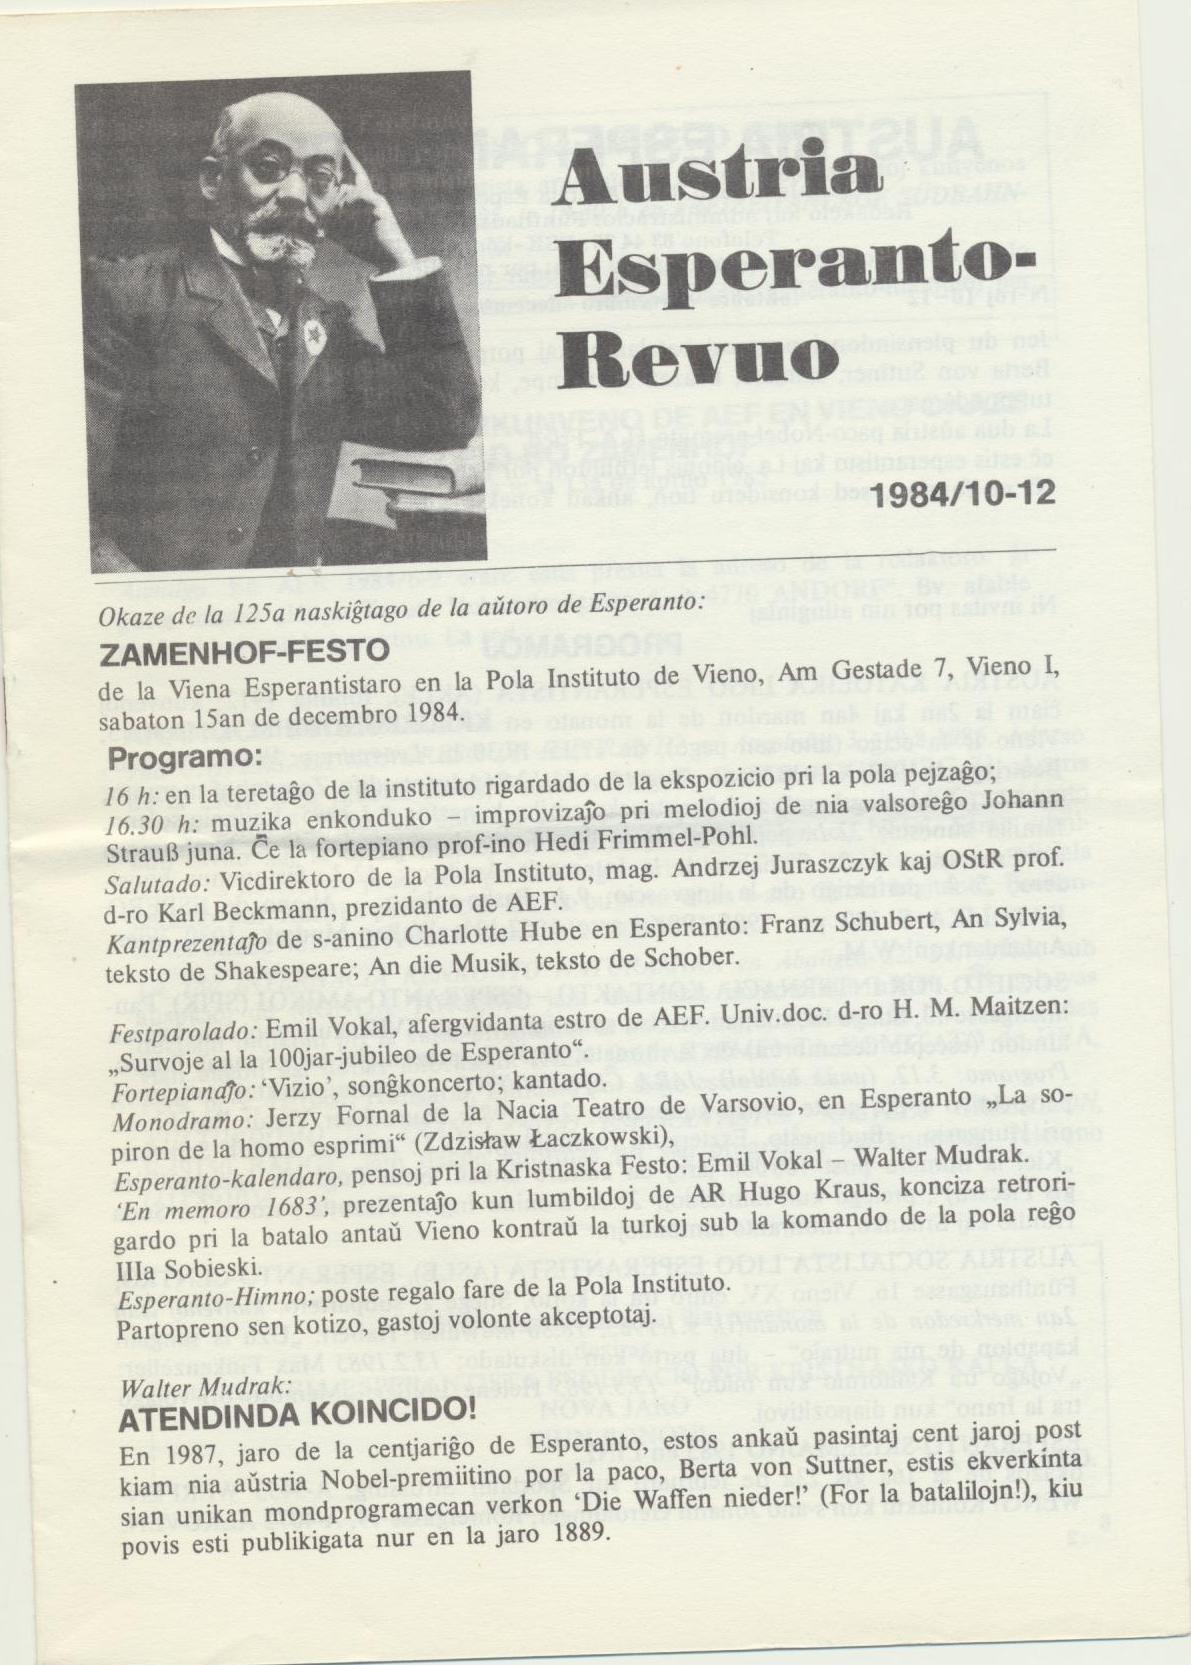 Austria
Esperanto-
Revuo
1984/10-12
Okaze de la 125a naskiĝtago de la aŭtoro de Esperanto:
ZAMENHOF-FESTO
de la Viena Esperantistaro en la Pola Instituto de Vieno, Am Gestade 7, Vieno I,
sabaton 15an de decembro 1984.
Programo:
16 h: en la teretaĝo de la instituto rigardado de la ekspozicio pri la pola pejzaĝo;
16.30 h: muzika enkonduko – improvizaĵo pri melodioj de nia valsoreĝo Johann
Strauß juna. Ĉe la fortepiano prof-ino Hedi Frimmel-Pohl.
Salutado: Vicdirektoro de la Pola Instituto, mag. Andrzej Juraszczyk kaj OStR prof.
d-ro Karl Beckmann, prezidanto de AEF.
Kantprezentaĵo de s-anino Charlotte Hube en Esperanto: Franz Schubert, An Sylvia,
teksto de Shakespeare; An die Musik, teksto de Schober.
Festparolado: Emil Vokal, afergvidanta estro de AEF. Univ.doc. d-ro H. M. Maitzen:
„Survoje al la 100jar-jubileo de Esperanto“.
Fortepianaĵo: ‘Vizio’, sonĝkoncerto; kantado.
Monodramo: Jerzy Fornal de la Nacia Teatro de Varsovio, en Esperanto „La so-
piron de la homo esprimi“ (Zdzisław Łaczkowski),
Esperanto-kalendaro, pensoj pri la Kristnaska Festo: Emil Vokal – Walter Mudrak.
‘En memoro 1683’, prezentaĵo kun lumbildoj de AR Hugo Kraus, konciza retrori-
gardo pri la batalo antaŭ Vieno kontraŭ la turkoj sub la komando de la pola reĝo
IIIa Sobieski.
Esperanto-Himno; poste regalo fare de la Pola Instituto.
Partopreno sen kotizo, gastoj volonte akceptotaj.
Walter Mudrak:
ATENDINDA KOINCIDO!
En 1987, jaro de la centjariĝo de Esperanto, estos ankaŭ pasintaj cent jaroj post
kiam nia aŭstria Nobel-premiitino por la paco, Berta von Suttner, estis ekverkinta
sian unikan mondprogramecan verkon ‘Die Waffen nieder!’ (For la batalilojn!), kiu
povis esti publikigata nur en la jaro 1889.